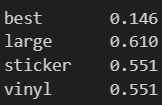 best 0.146
large 0.610
sticker 0.551
vinyl 0.551